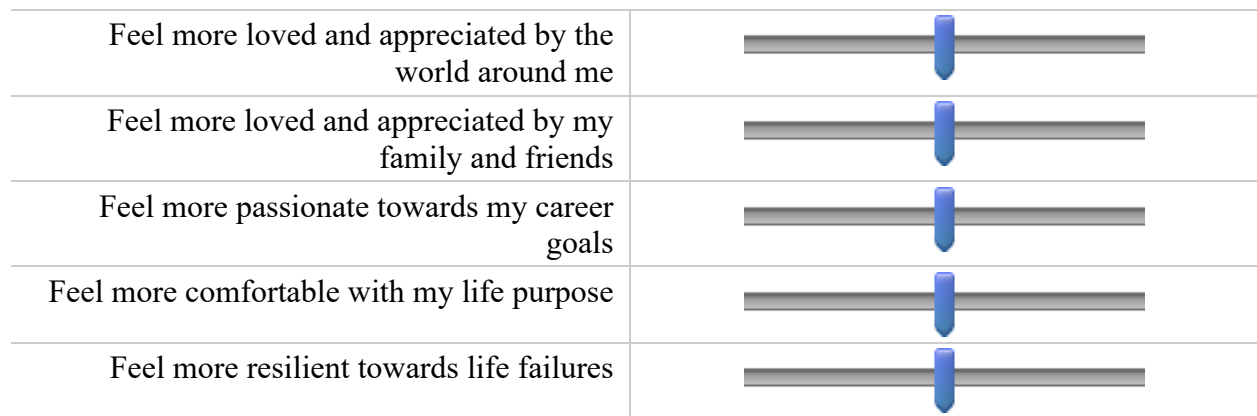 Feel more loved and appreciated by the
world around me
Feel more loved and appreciated by my
family and friends
Feel more passionate towards my career
goals
Feel more comfortable with my life purpose
Feel more resilient towards life failures